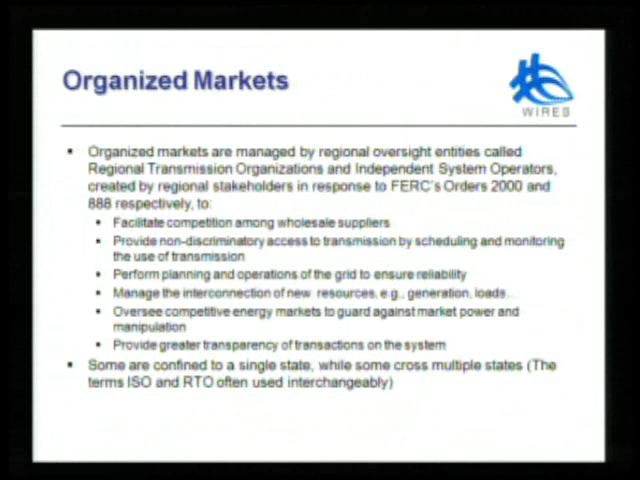 Organized Markets
WIRES
▪ Organized markets are managed by regional oversight entities called
Regional Transmission Organizations and Independent System Operators,
created by regional stakeholders in response to FERC's Orders 2000 and
888 respectively, to:
▪ Facilitate competition among wholesale suppliers
▪ Provide non-discriminatory access to transmission by scheduling and monitoring
the use of transmission
▪ Perform planning and operations of the grid to ensure reliability
▪ Manage the interconnection of new resources, e.g., generation, loads..
▪ Oversee competitive energy markets to guard against market power and
manipulation
▪ Provide greater transparency of transactions on the system
▪ Some are confined to a single state, while some cross multiple states (The
terms ISO and RTO often used interchangeably)